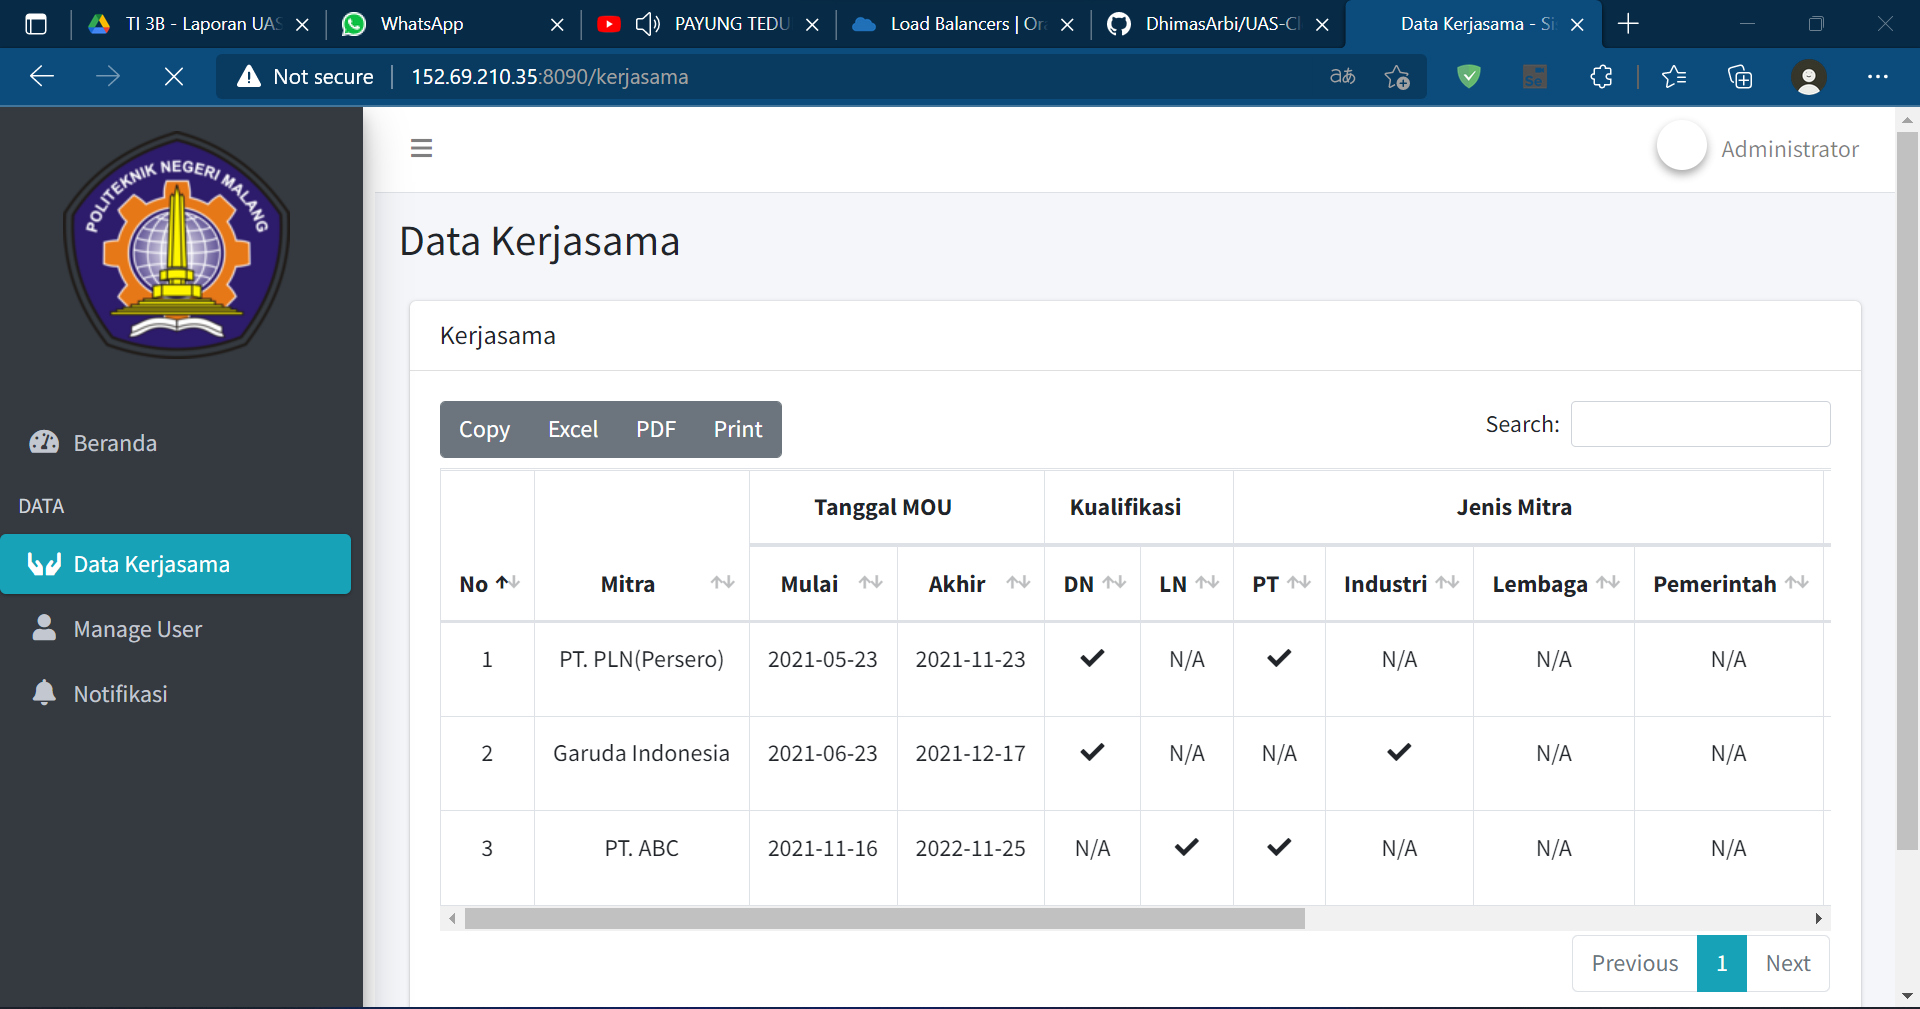 TI 3B - Laporan UAS
WhatsApp
PAYUNG TEDU
Load Balancers | Ora
DhimasArbi/UAS-Cl
Data Kerjasama - Si
Not secure
152.69.210.35:8090/kerjasama
aあ
POLITEKNIK NEGERI MALANG
Administrator
Data Kerjasama
Kerjasama
Beranda
DATA
Data Kerjasama
Manage User
Notifikasi
Copy Excel PDF Print
Search:
Tanggal MOU Kualifikasi Jenis Mitra
No Mitra Mulai Akhir DN LN PT Industri Lembaga Pemerintah
1 PT. PLN(Persero) 2021-05-23 2021-11-23 ✔ N/A ✔ N/A N/A N/A
2 Garuda Indonesia 2021-06-23 2021-12-17 ✔ N/A N/A ✔ N/A N/A
3 PT. ABC 2021-11-16 2022-11-25 N/A ✔ ✔ N/A N/A N/A
Previous 1 Next